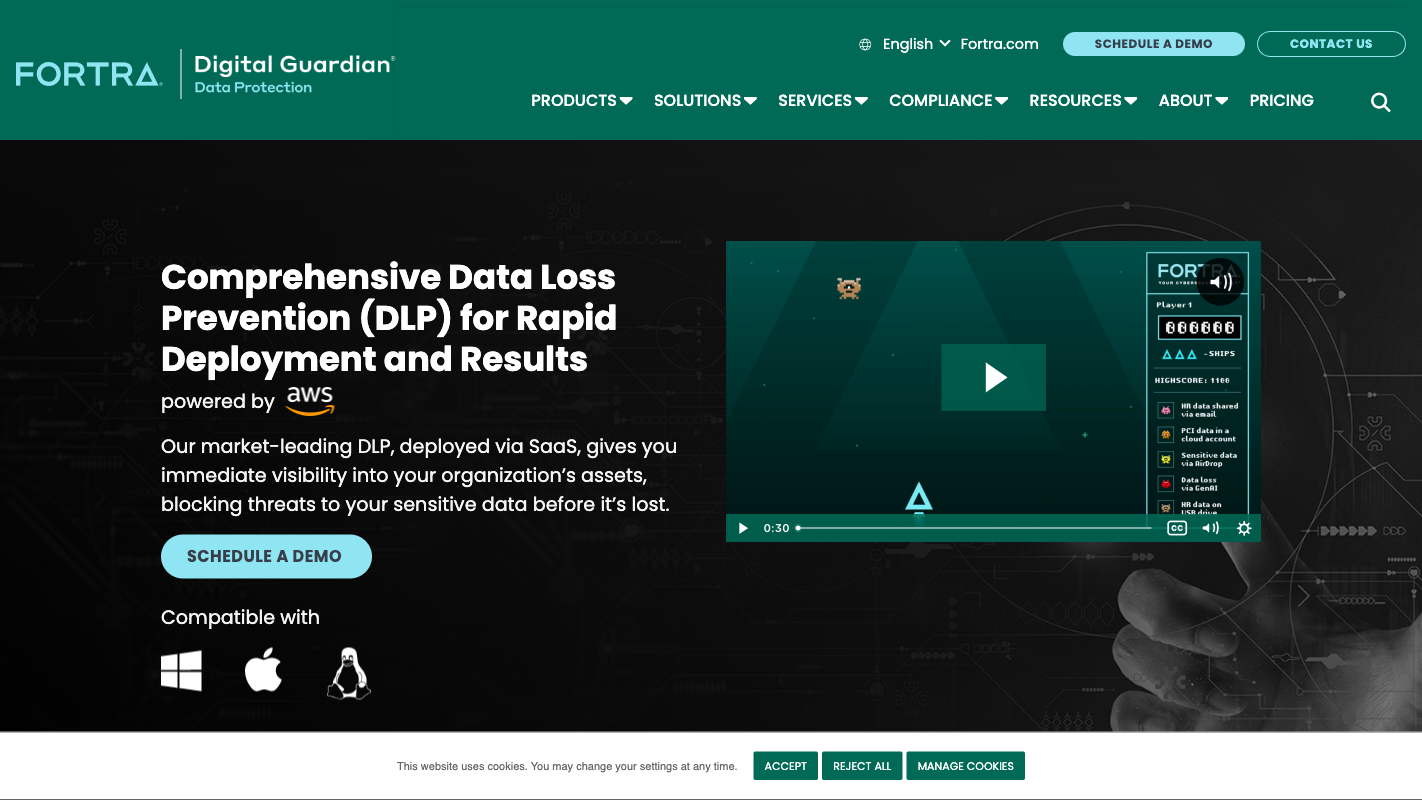 English Fortra.com SCHEDULE A DEMO CONTACT US
FORTRA Digital Guardian®
Data Protection
PRODUCTS SOLUTIONS SERVICES COMPLIANCE RESOURCES ABOUT PRICING
Comprehensive Data Loss
Prevention (DLP) for Rapid
Deployment and Results
powered by aws
Our market-leading DLP, deployed via SaaS, gives you
immediate visibility into your organization’s assets,
blocking threats to your sensitive data before it’s lost.
SCHEDULE A DEMO
Compatible with
FORTRA
Player 1
000000
-SHIPS
HIGHSCORE: 1100
HR data shared
via email
PCI data in a
cloud account
Sensitive data
via AirDrop
Data loss
via GenAI
HR data on
USB drive
0:30 CC
This website uses cookies. You may change your settings at any time. ACCEPT REJECT ALL MANAGE COOKIES